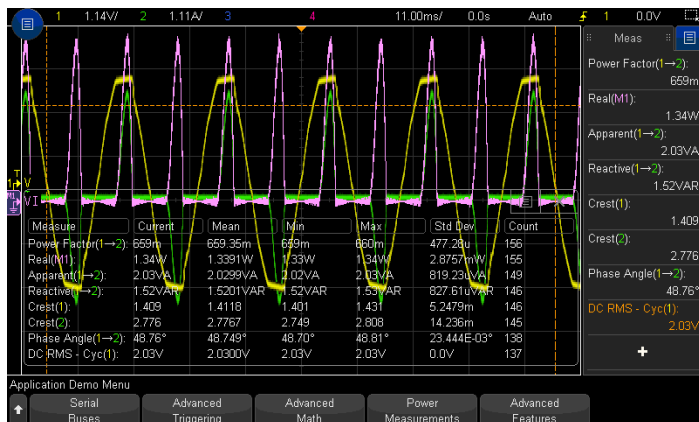 1 1.14V/ 2 1.11A/ 3 4 11.00ms/ 0.0s Auto 1 0.0V
Meas
Power Factor(1→2):
659m
Real(M1):
1.34W
Apparent(1→2):
2.03VA
Reactive(1→2):
1.52VAR
Crest(1):
1.409
Crest(2):
2.776
Phase Angle(1→2):
48.76°
DC RMS - Cyc(1):
2.03V
T
1 V
M1 VI
Measure Current Mean Min Max Std Dev Count
Power Factor(1→2): 659m 659.35m 659m 660m 477.28u 156
Real(M1): 1.34W 1.3391W 1.33W 1.34W 2.8757mW 155
Apparent(1→2): 2.03VA 2.0299VA 2.02VA 2.03VA 819.23uVA 149
Reactive(1→2): 1.52VAR 1.5201VAR 1.52VAR 1.53VAR 827.61uVAR 146
Crest(1): 1.409 1.4118 1.401 1.431 5.2479m 146
Crest(2): 2.776 2.7767 2.749 2.808 14.236m 145
Phase Angle(1→2): 48.76° 48.749° 48.70° 48.81° 23.444E-03° 138
DC RMS - Cyc(1): 2.03V 2.0300V 2.03V 2.03V 0.0V 137
Application Demo Menu
Serial Buses
Advanced Triggering
Advanced Math
Power Measurements
Advanced Features